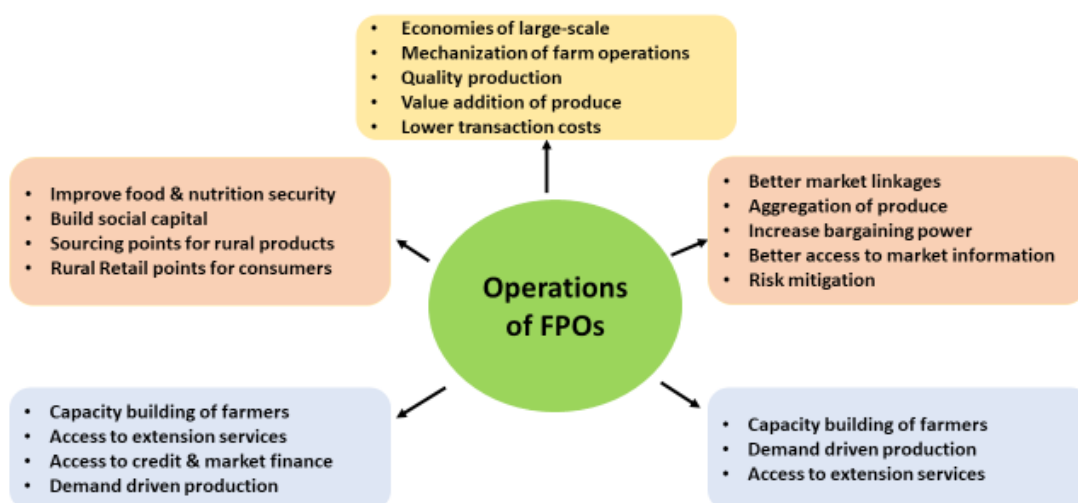 • Economies of large-scale
• Mechanization of farm operations
• Quality production
• Value addition of produce
• Lower transaction costs
• Improve food & nutrition security
• Build social capital
• Sourcing points for rural products
• Rural Retail points for consumers
• Better market linkages
• Aggregation of produce
• Increase bargaining power
• Better access to market information
• Risk mitigation
Operations
of FPOs
• Capacity building of farmers
• Access to extension services
• Access to credit & market finance
• Demand driven production
• Capacity building of farmers
• Demand driven production
• Access to extension services